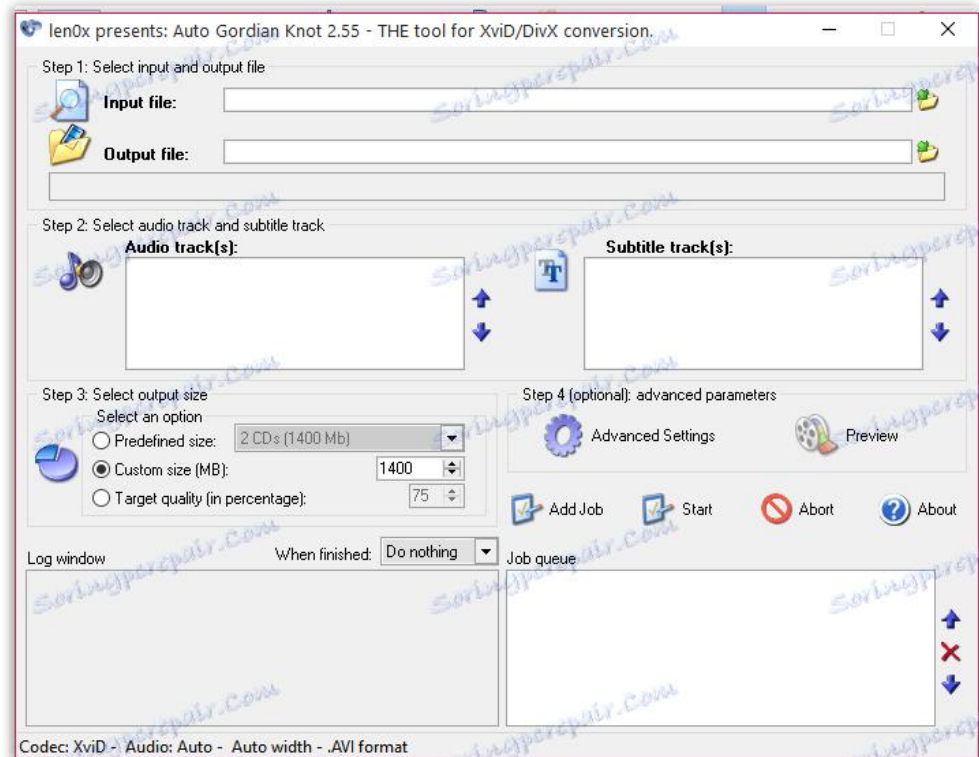 len0x presents: Auto Gordian Knot 2.55 - THE tool for XviD/DivX conversion.
Step 1: Select input and output file
Input file:
Output file:
Step 2: Select audio track and subtitle track
Audio track(s):
Subtitle track(s):
Step 3: Select output size
Select an option
Predefined size:
2 CDs (1400 Mb)
Custom size (MB):
1400
Target quality (in percentage):
75
Step 4 (optional): advanced parameters
Advanced Settings
Preview
Add Job
Start
Abort
About
Log window
When finished:
Do nothing
Job queue
Codec: XviD - Audio: Auto - Auto width - .AVI format